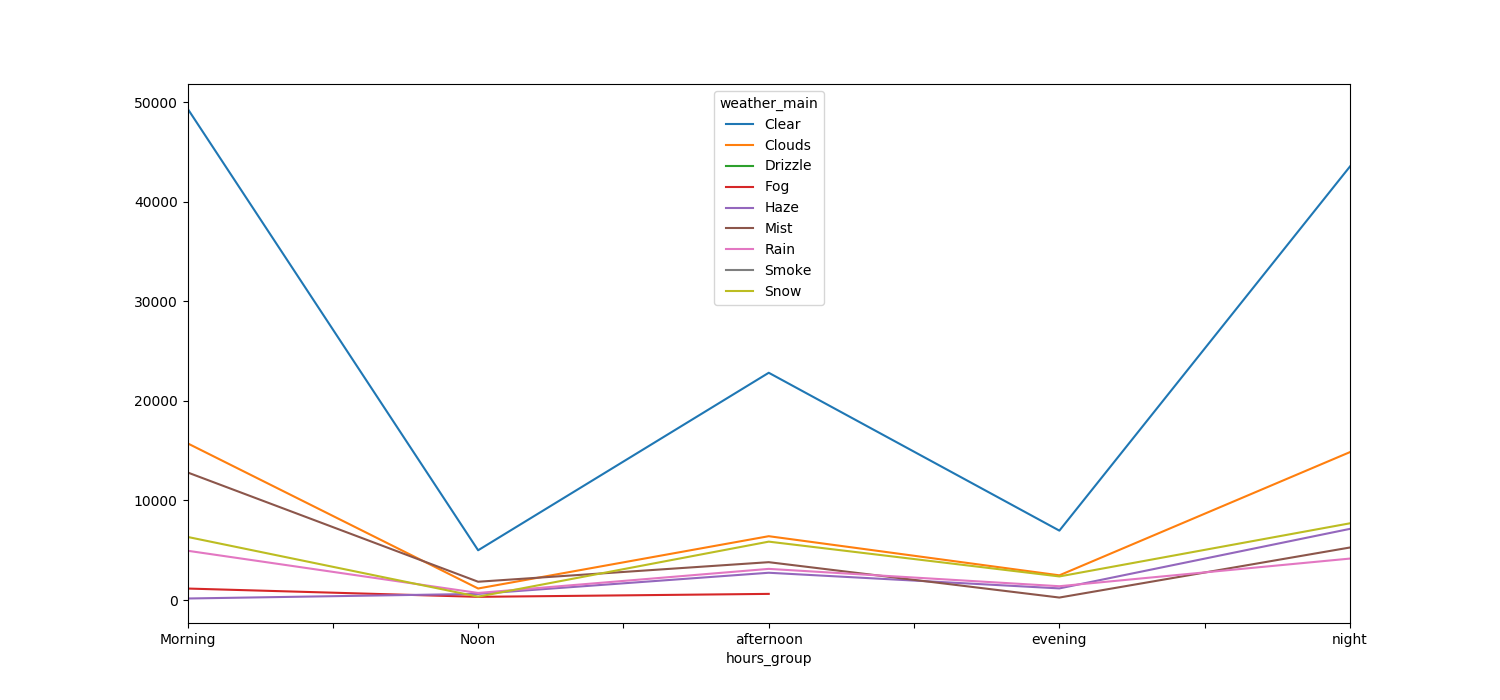 50000
40000
30000
20000
10000
0
weather_main
Clear
Clouds
Drizzle
Fog
Haze
Mist
Rain
Smoke
Snow
Morning Noon afternoon evening night
hours_group